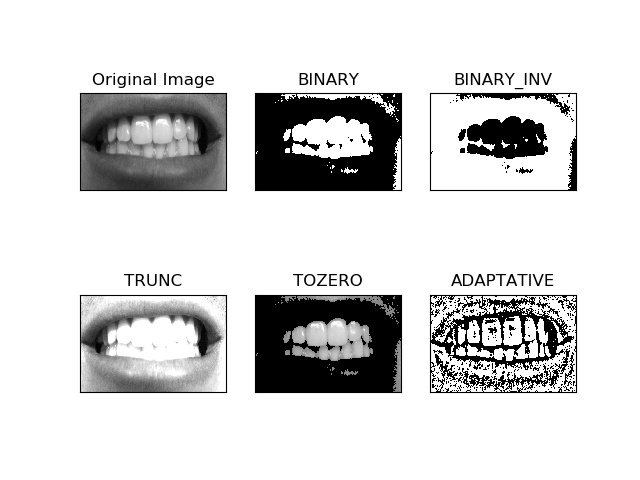 Original Image
BINARY
BINARY_INV
TRUNC
TOZERO
ADAPTATIVE